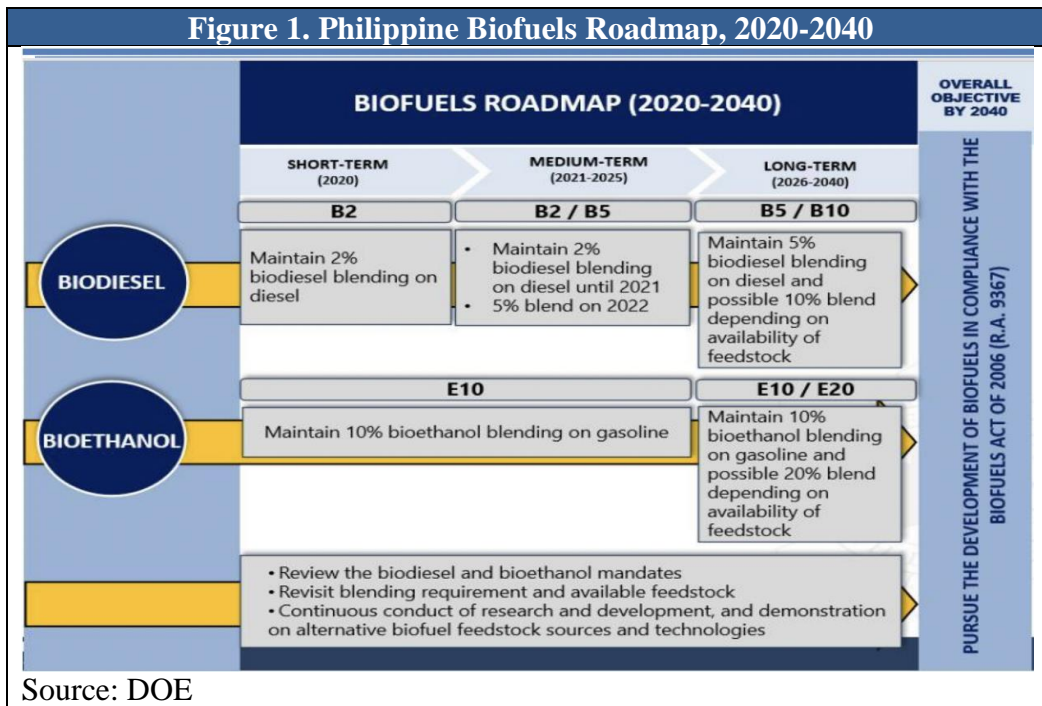 Figure 1. Philippine Biofuels Roadmap, 2020-2040
BIOFUELS ROADMAP (2020-2040)
OVERALL
OBJECTIVE
BY 2040
SHORT-TERM
(2020)
MEDIUM-TERM
(2021-2025)
LONG-TERM
(2026-2040)
B2
B2 / B5
B5 / B10
BIODIESEL
Maintain 2%
biodiesel blending on
diesel
• Maintain 2%
biodiesel blending
on diesel until 2021
• 5% blend on 2022
Maintain 5%
biodiesel blending
on diesel and
possible 10% blend
depending on
availability of
feedstock
E10
E10 / E20
BIOETHANOL
Maintain 10% bioethanol blending on gasoline
Maintain 10%
bioethanol blending
on gasoline and
possible 20% blend
depending on
availability of
feedstock
• Review the biodiesel and bioethanol mandates
• Revisit blending requirement and available feedstock
• Continuous conduct of research and development, and demonstration
on alternative biofuel feedstock sources and technologies
PURSUE THE DEVELOPMENT OF BIOFUELS IN COMPLIANCE WITH THE
BIOFUELS ACT OF 2006 (R.A. 9367)
Source: DOE